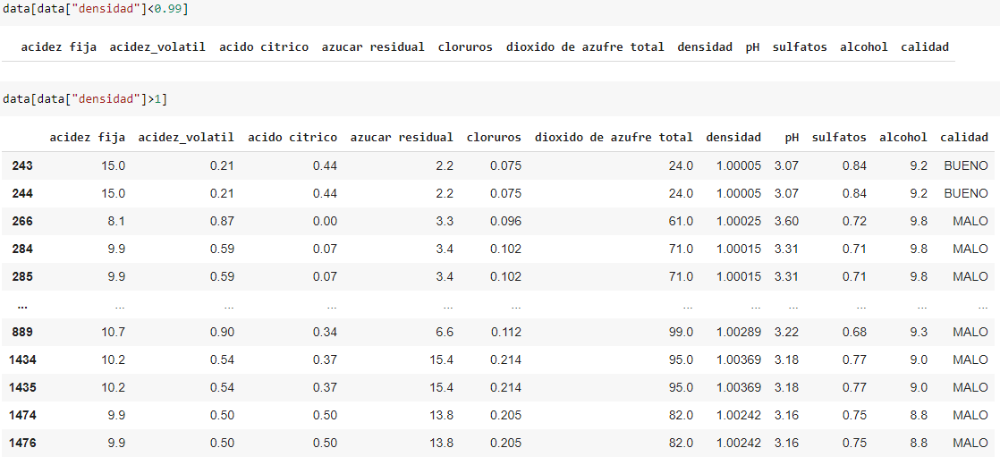 data[data["densidad"]<0.99]
acidez fija acidez_volatil acido citrico azucar residual cloruros dioxido de azufre total densidad pH sulfatos alcohol calidad
data[data["densidad"]>1]
acidez fija acidez_volatil acido citrico azucar residual cloruros dioxido de azufre total densidad pH sulfatos alcohol calidad
243 15.0 0.21 0.44 2.2 0.075 24.0 1.00005 3.07 0.84 9.2 BUENO
244 15.0 0.21 0.44 2.2 0.075 24.0 1.00005 3.07 0.84 9.2 BUENO
266 8.1 0.87 0.00 3.3 0.096 61.0 1.00025 3.60 0.72 9.8 MALO
284 9.9 0.59 0.07 3.4 0.102 71.0 1.00015 3.31 0.71 9.8 MALO
285 9.9 0.59 0.07 3.4 0.102 71.0 1.00015 3.31 0.71 9.8 MALO
... ... ... ... ... ... ... ... ... ... ... ...
889 10.7 0.90 0.34 6.6 0.112 99.0 1.00289 3.22 0.68 9.3 MALO
1434 10.2 0.54 0.37 15.4 0.214 95.0 1.00369 3.18 0.77 9.0 MALO
1435 10.2 0.54 0.37 15.4 0.214 95.0 1.00369 3.18 0.77 9.0 MALO
1474 9.9 0.50 0.50 13.8 0.205 82.0 1.00242 3.16 0.75 8.8 MALO
1476 9.9 0.50 0.50 13.8 0.205 82.0 1.00242 3.16 0.75 8.8 MALO